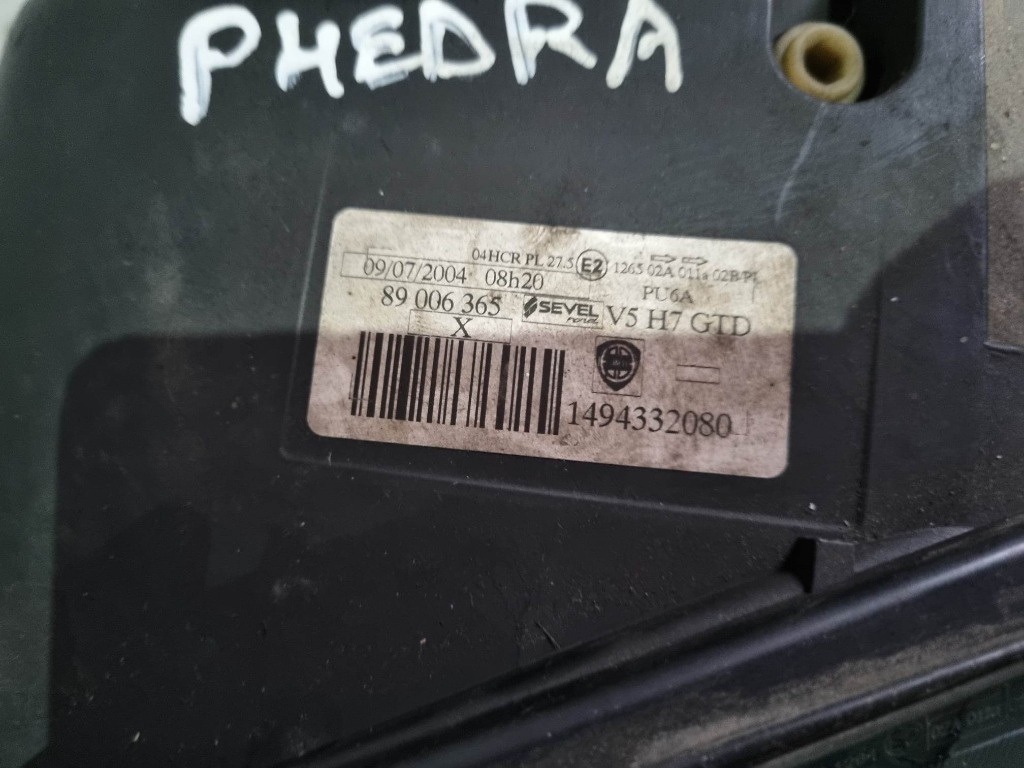 PHEDRA
04HCR PL 27.5 E2 1265 02A 02B PL
09/07/2004 08h20
PU6A
89 006 365 SEVEL V5 H7 GTD
X
1494332080